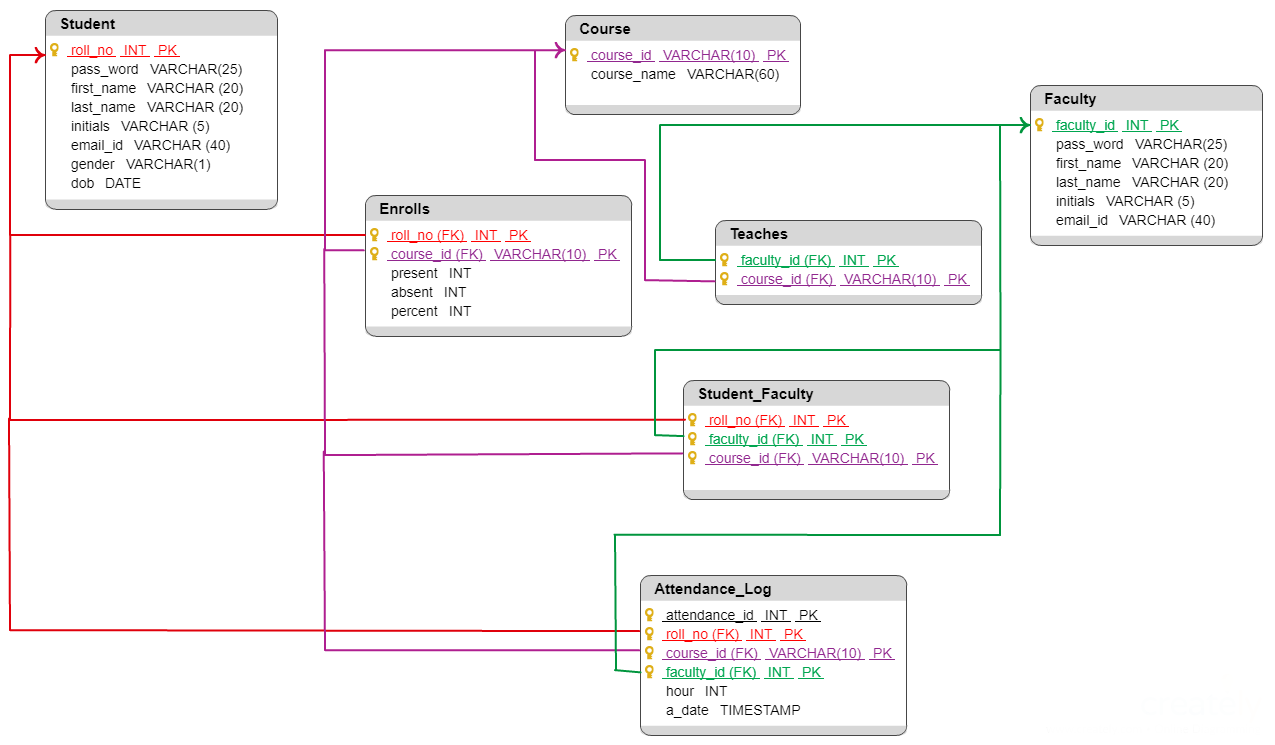 Student
roll_no INT PK
pass_word VARCHAR(25)
first_name VARCHAR (20)
last_name VARCHAR (20)
initials VARCHAR (5)
email_id VARCHAR (40)
gender VARCHAR(1)
dob DATE
Course
course_id VARCHAR(10) PK
course_name VARCHAR(60)
Faculty
faculty_id INT PK
pass_word VARCHAR(25)
first_name VARCHAR (20)
last_name VARCHAR (20)
initials VARCHAR (5)
email_id VARCHAR (40)
Enrolls
roll_no (FK) INT PK
course_id (FK) VARCHAR(10) PK
present INT
absent INT
percent INT
Teaches
faculty_id (FK) INT PK
course_id (FK) VARCHAR(10) PK
Student_Faculty
roll_no (FK) INT PK
faculty_id (FK) INT PK
course_id (FK) VARCHAR(10) PK
Attendance_Log
attendance_id INT PK
roll_no (FK) INT PK
course_id (FK) VARCHAR(10) PK
faculty_id (FK) INT PK
hour INT
a_date TIMESTAMP